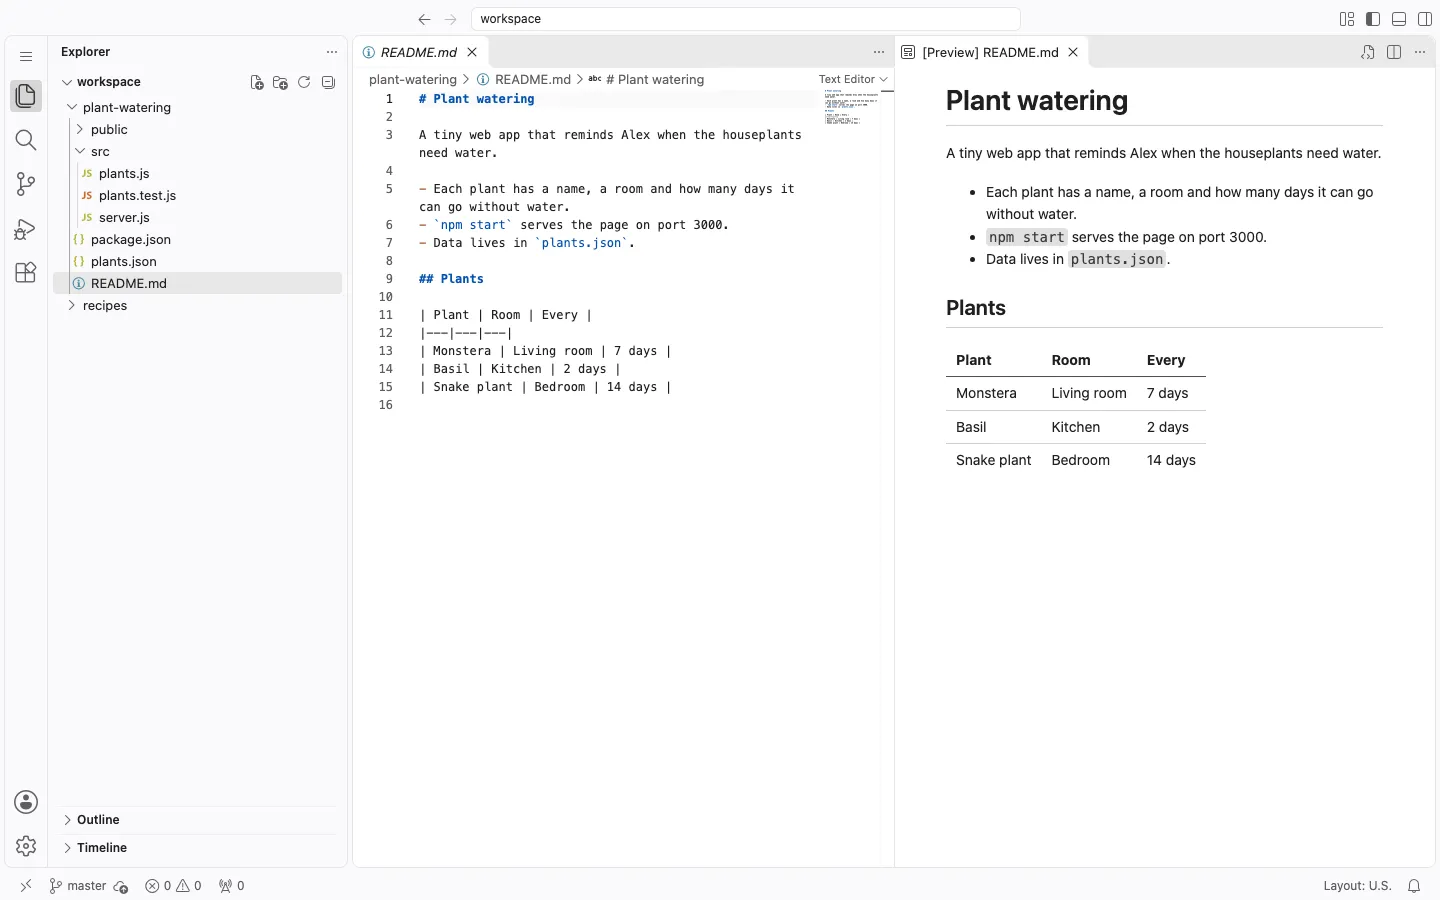 workspace
Explorer
workspace
plant-watering
public
src
JS plants.js
JS plants.test.js
JS server.js
{} package.json
{} plants.json
README.md
recipes
Outline
Timeline
README.md
plant-watering > README.md > abc # Plant watering
Text Editor
1 # Plant watering
2
3 A tiny web app that reminds Alex when the houseplants
need water.
4
5 - Each plant has a name, a room and how many days it
can go without water.
6 - `npm start` serves the page on port 3000.
7 - Data lives in `plants.json`.
8
9 ## Plants
10
11 | Plant | Room | Every |
12 |---|---|---|
13 | Monstera | Living room | 7 days |
14 | Basil | Kitchen | 2 days |
15 | Snake plant | Bedroom | 14 days |
16
[Preview] README.md
Plant watering
A tiny web app that reminds Alex when the houseplants need water.
• Each plant has a name, a room and how many days it can go
without water.
• npm start serves the page on port 3000.
• Data lives in plants.json.
Plants
Plant Room Every
Monstera Living room 7 days
Basil Kitchen 2 days
Snake plant Bedroom 14 days
master 0 0 0
Layout: U.S.